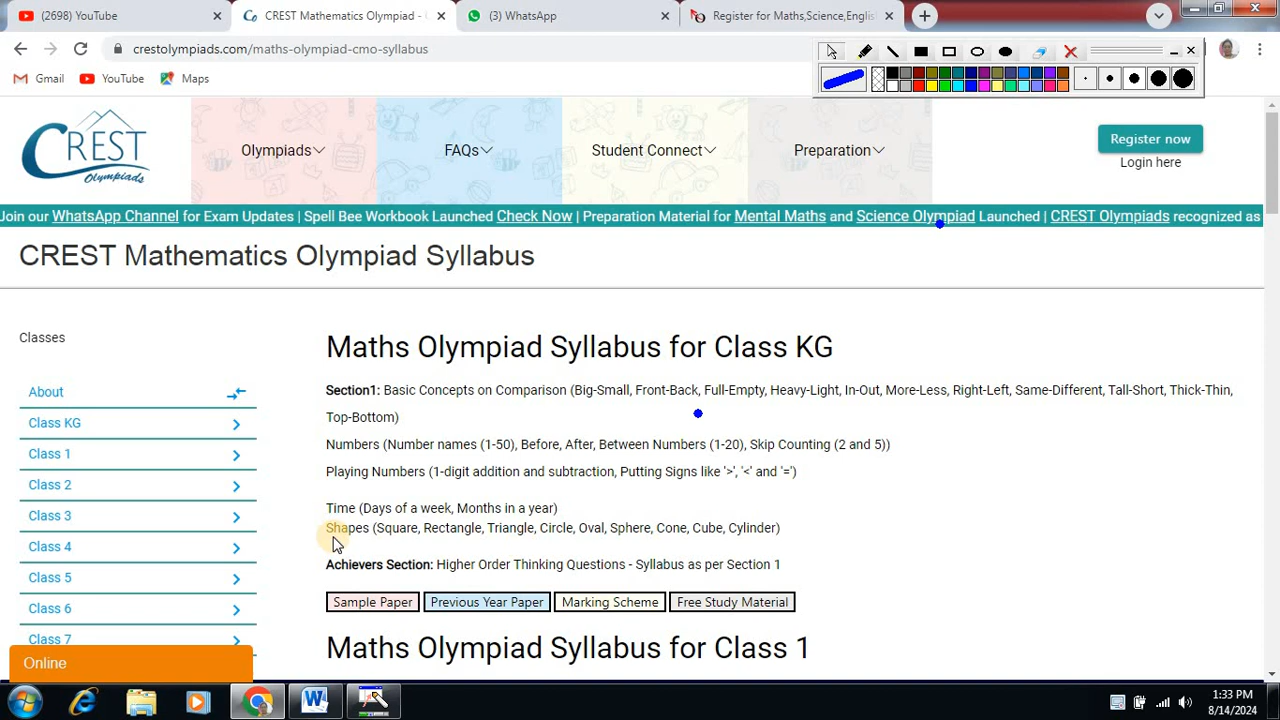 (2698) YouTube
CREST Mathematics Olympiad -
(3) WhatsApp
Register for Maths,Science,Englis
crestolympiads.com/maths-olympiad-cmo-syllabus
Gmail YouTube Maps
CREST
Olympiads
Olympiads FAQs Student Connect Preparation
Register now
Login here
Join our WhatsApp Channel for Exam Updates | Spell Bee Workbook Launched Check Now | Preparation Material for Mental Maths and Science Olympiad Launched | CREST Olympiads recognized as
CREST Mathematics Olympiad Syllabus
Classes
About
Class KG
Class 1
Class 2
Class 3
Class 4
Class 5
Class 6
Class 7
Online
Maths Olympiad Syllabus for Class KG
Section1: Basic Concepts on Comparison (Big-Small, Front-Back, Full-Empty, Heavy-Light, In-Out, More-Less, Right-Left, Same-Different, Tall-Short, Thick-Thin,
Top-Bottom)
Numbers (Number names (1-50), Before, After, Between Numbers (1-20), Skip Counting (2 and 5))
Playing Numbers (1-digit addition and subtraction, Putting Signs like '>', '<' and '=')
Time (Days of a week, Months in a year)
Shapes (Square, Rectangle, Triangle, Circle, Oval, Sphere, Cone, Cube, Cylinder)
Achievers Section: Higher Order Thinking Questions - Syllabus as per Section 1
Sample Paper Previous Year Paper Marking Scheme Free Study Material
Maths Olympiad Syllabus for Class 1
1:33 PM
8/14/2024